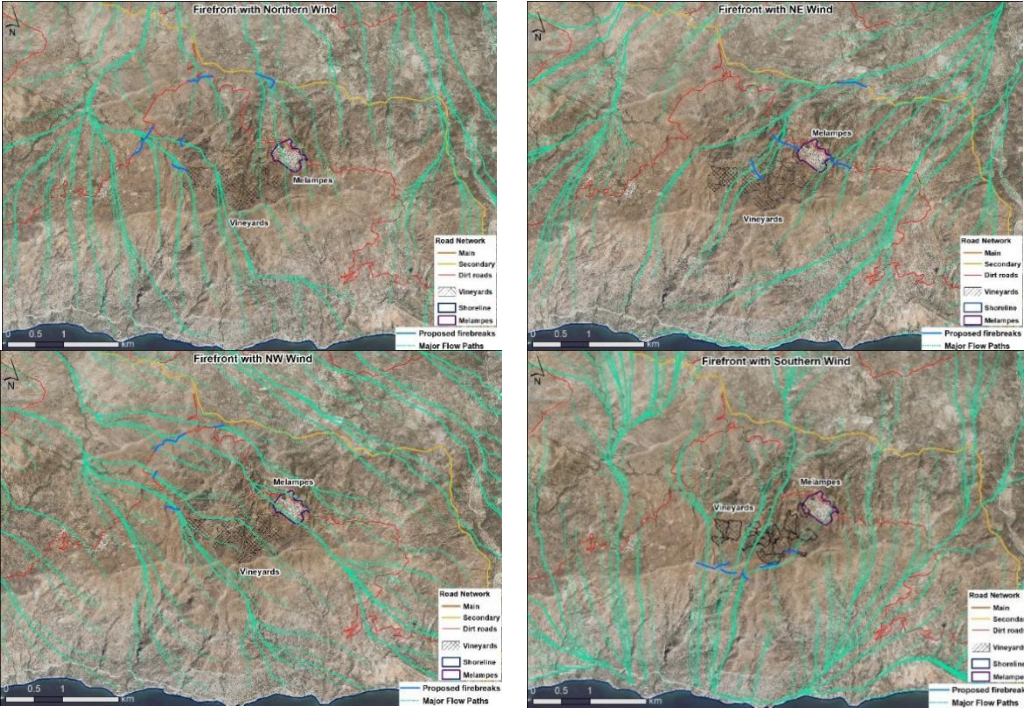 Firefront with Northern Wind
N
Melampes
Vineyards
Road Network
Main
Secondary
Dirt roads
Vineyards
Shoreline
Melampes
Proposed firebreaks
Major Flow Paths
0 0.5 1
km
Firefront with NE Wind
N
Melampes
Vineyards
Road Network
Main
Secondary
Dirt roads
Vineyards
Shoreline
Melampes
Proposed firebreaks
Major Flow Paths
0 0.5 1
km
Firefront with NW Wind
N
Melampes
Vineyards
Road Network
Main
Secondary
Dirt roads
Vineyards
Shoreline
Melampes
Proposed firebreaks
Major Flow Paths
0 0.5 1
km
Firefront with Southern Wind
N
Melampes
Vineyards
Road Network
Main
Seconda
Dirt roads
Vineyard
Shoreline
Melampe
Proposed firebreaks
Major Flow Paths
0 0.5 1
km